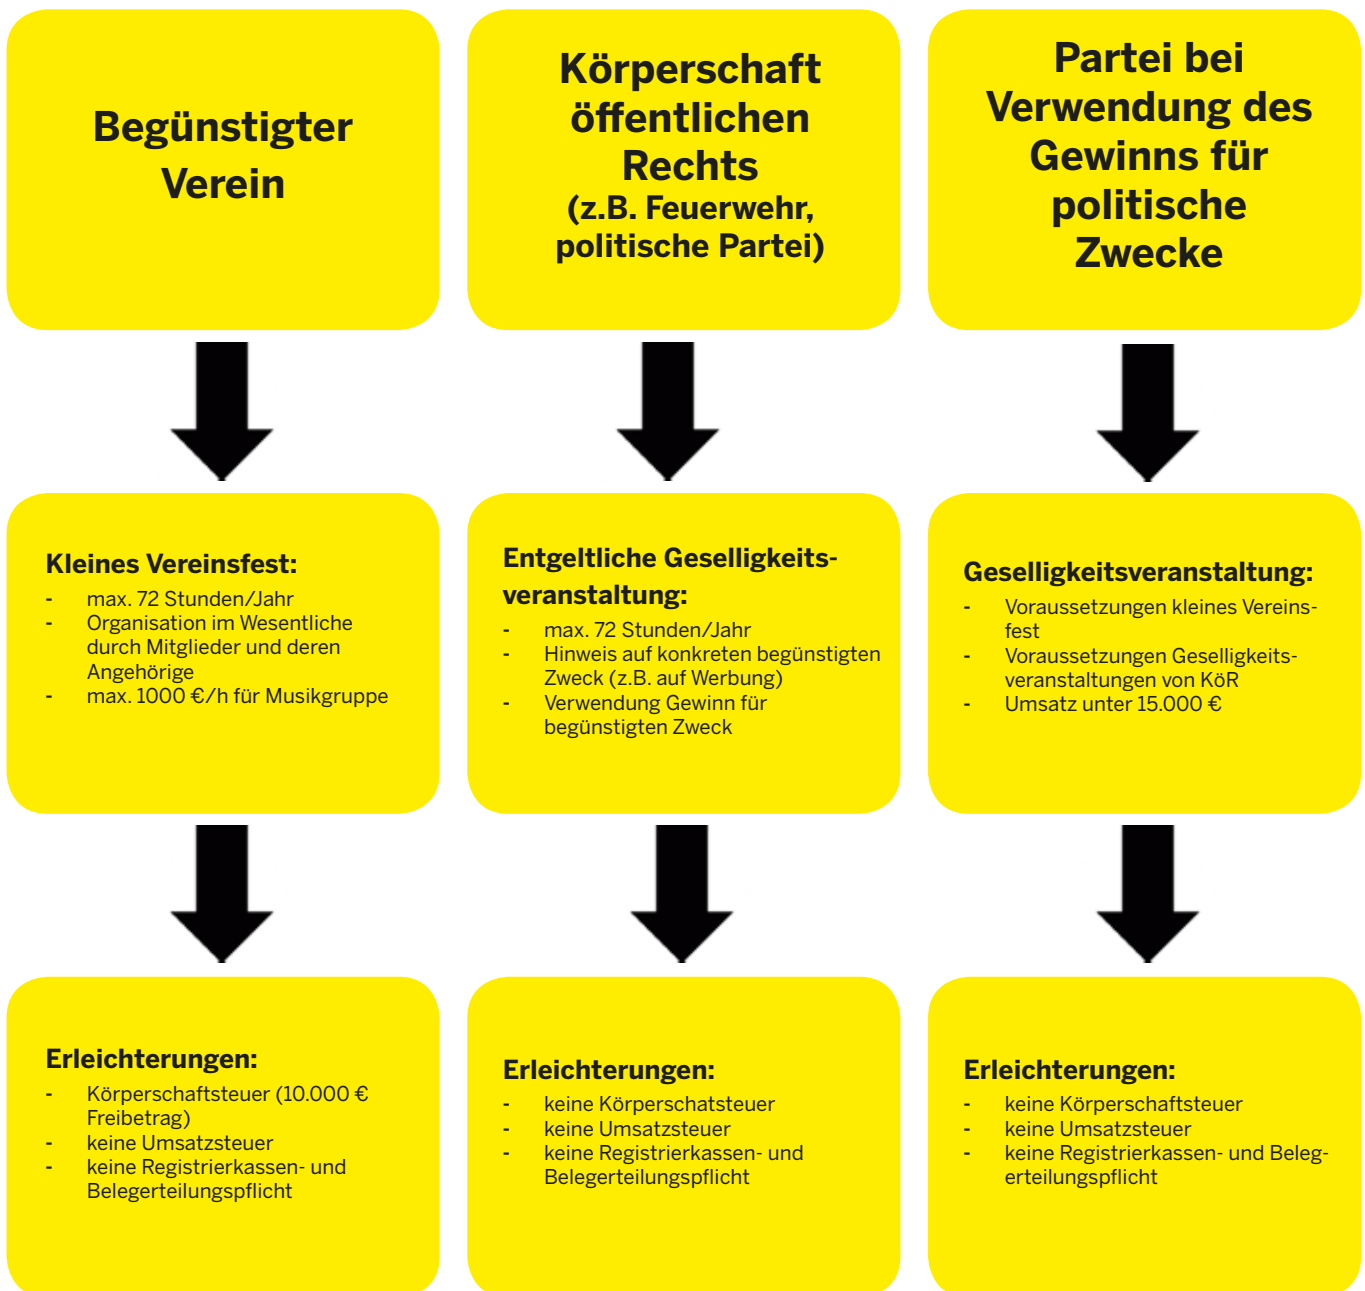 Begünstigter
Verein
Körperschaft
öffentlichen
Rechts
(z.B. Feuerwehr,
politische Partei)
Partei bei
Verwendung des
Gewinns für
politische
Zwecke
Kleines Vereinsfest:
- max. 72 Stunden/Jahr
- Organisation im Wesentliche
durch Mitglieder und deren
Angehörige
- max. 1000 €/h für Musikgruppe
Entgeltliche Geselligkeits-
veranstaltung:
- max. 72 Stunden/Jahr
- Hinweis auf konkreten begünstigten
Zweck (z.B. auf Werbung)
- Verwendung Gewinn für
begünstigten Zweck
Geselligkeitsveranstaltung:
- Voraussetzungen kleines Vereins-
fest
- Voraussetzungen Geselligkeits-
veranstaltungen von KöR
- Umsatz unter 15.000 €
Erleichterungen:
- Körperschaftsteuer (10.000 €
Freibetrag)
- keine Umsatzsteuer
- keine Registrierkassen- und
Belegerteilungspflicht
Erleichterungen:
- keine Körperschatsteuer
- keine Umsatzsteuer
- keine Registrierkassen- und
Belegerteilungspflicht
Erleichterungen:
- keine Körperschaftsteuer
- keine Umsatzsteuer
- keine Registrierkassen- und Beleg-
erteilungspflicht